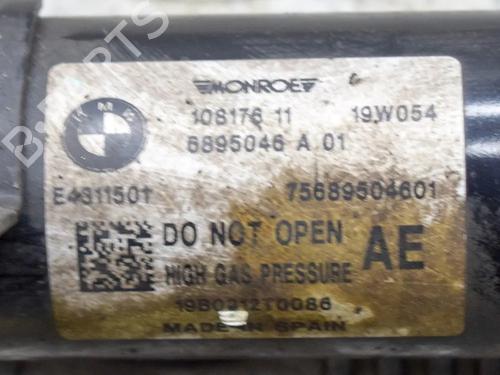 MONROE
108176 11 19W054
BMW
6895046 A 01
E4311501 75689504601
DO NOT OPEN AE
HIGH GAS PRESSURE
19B0212T0086
MADE IN SPAIN
B-PARTS